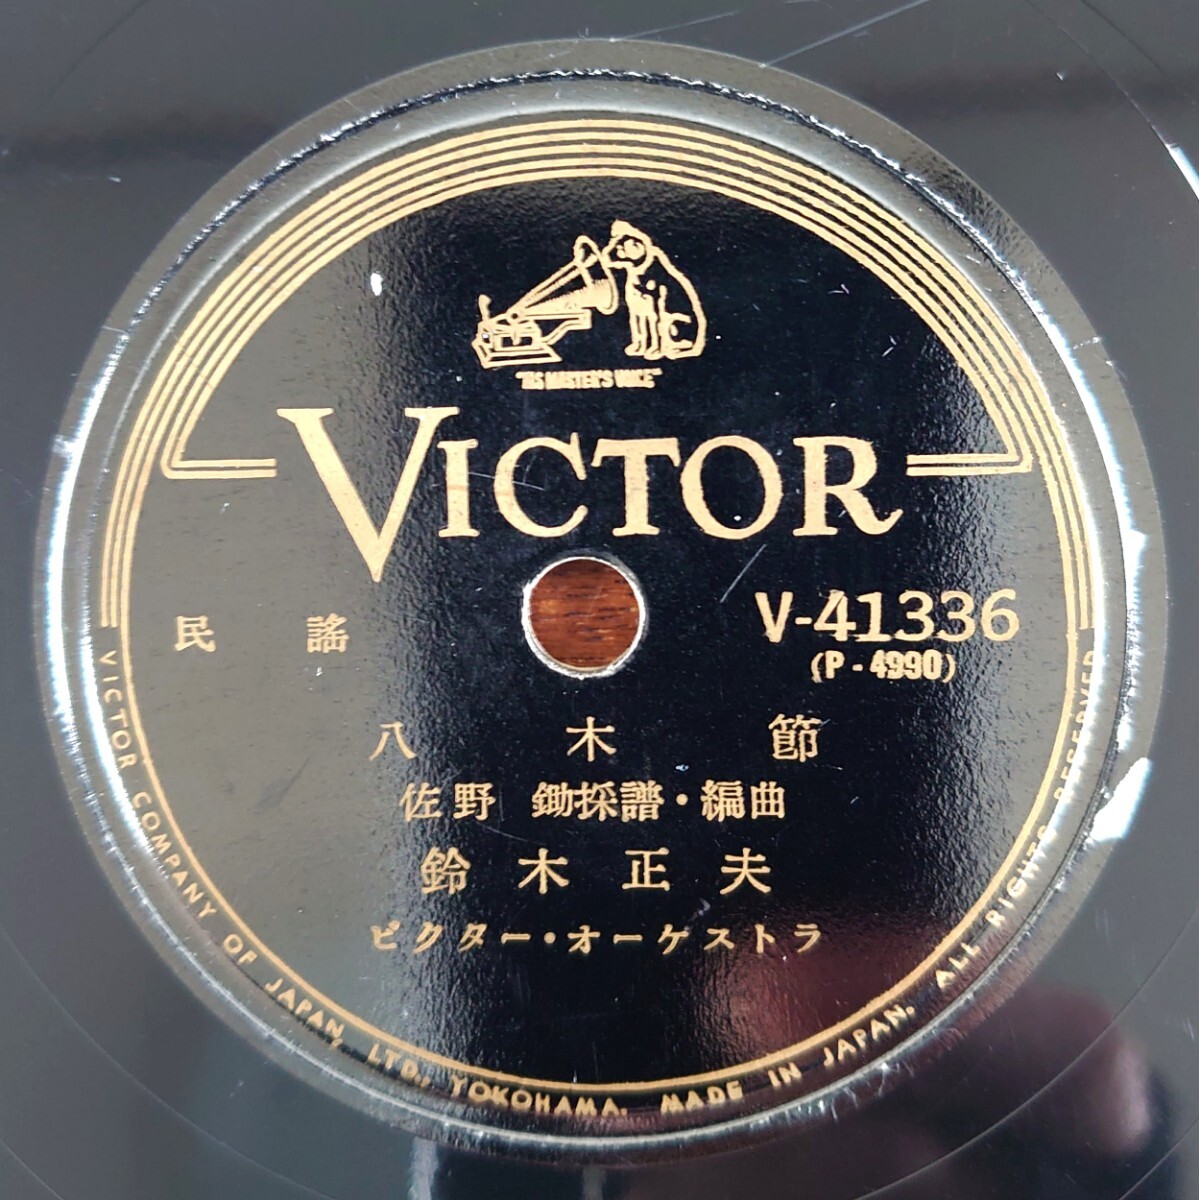 "HIS MASTER'S VOICE"
VICTOR
民謠
V-41336
(P-4990)
八木節
佐野 鋤採譜・編曲
鈴木正夫
ビクター・オーケストラ
VICTOR COMPANY OF JAPAN, LTD., YOKOHAMA. MADE IN JAPAN. ALL RIGHTS RESERVED